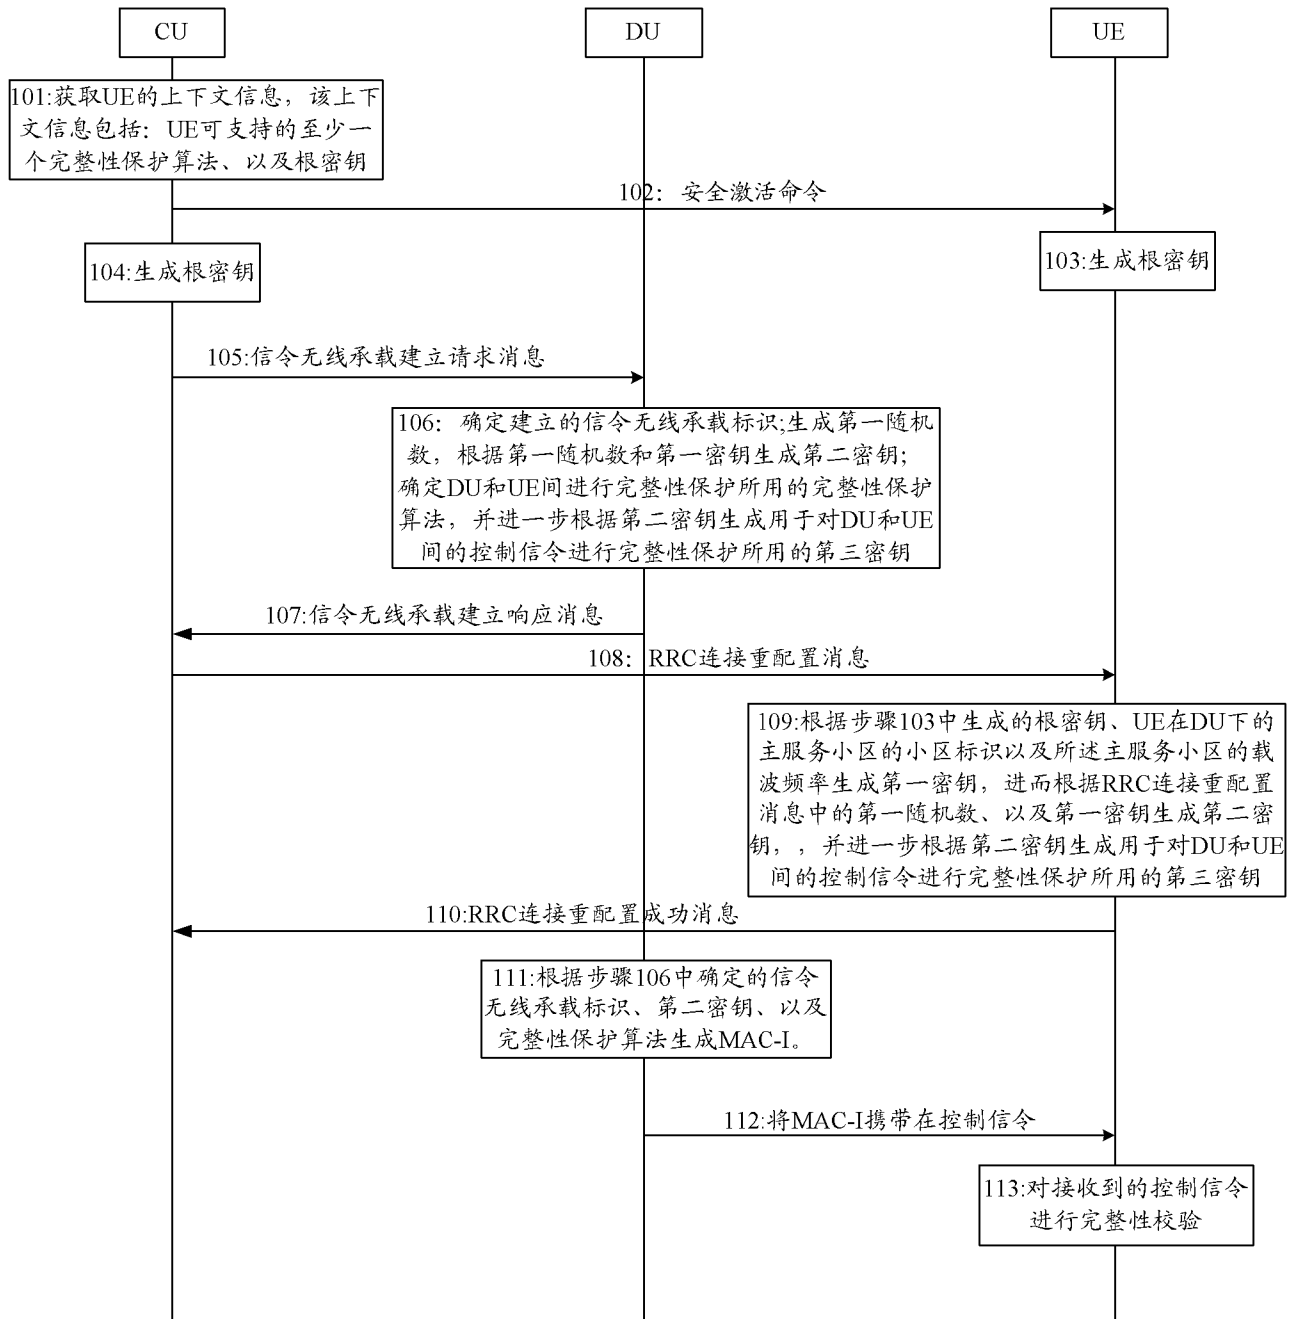 CU
DU
UE
101:获取UE的上下文信息，该上下
文信息包括：UE可支持的至少一
个完整性保护算法、以及根密钥
102：安全激活命令
104:生成根密钥
103:生成根密钥
105:信令无线承载建立请求消息
106：确定建立的信令无线承载标识;生成第一随机
数，根据第一随机数和第一密钥生成第二密钥；
确定DU和UE间进行完整性保护所用的完整性保护
算法，并进一步根据第二密钥生成用于对DU和UE
间的控制信令进行完整性保护所用的第三密钥
107:信令无线承载建立响应消息
108：RRC连接重配置消息
109:根据步骤103中生成的根密钥、UE在DU下的
主服务小区的小区标识以及所述主服务小区的载
波频率生成第一密钥，进而根据RRC连接重配置
消息中的第一随机数、以及第一密钥生成第二密
钥，，并进一步根据第二密钥生成用于对DU和UE
间的控制信令进行完整性保护所用的第三密钥
110:RRC连接重配置成功消息
111:根据步骤106中确定的信令
无线承载标识、第二密钥、以及
完整性保护算法生成MAC-I。
112:将MAC-I携带在控制信令
113:对接收到的控制信令
进行完整性校验